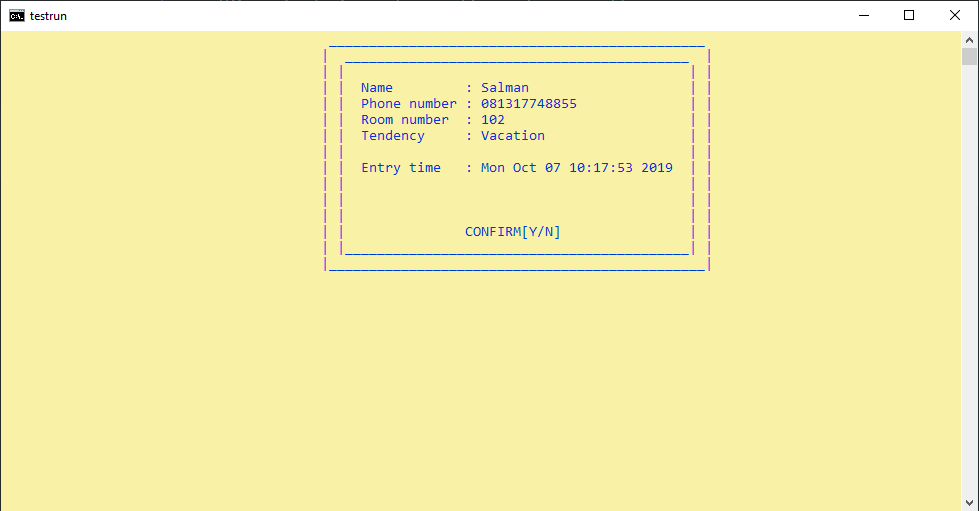 testrun
Name : Salman
Phone number : 081317748855
Room number : 102
Tendency : Vacation
Entry time : Mon Oct 07 10:17:53 2019
CONFIRM[Y/N]